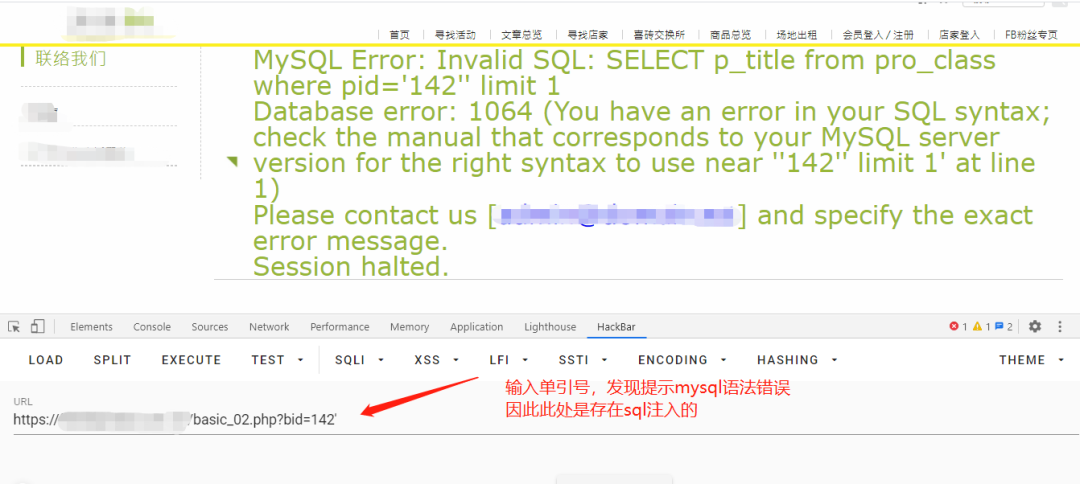 首页 寻找活动 文章总览 寻找店家 喜砖交换所 商品总览 场地出租 会员登入 / 注册 店家登入 FB粉丝专页
联络我们
MySQL Error: Invalid SQL: SELECT p_title from pro_class
where pid='142'' limit 1
Database error: 1064 (You have an error in your SQL syntax;
check the manual that corresponds to your MySQL server
version for the right syntax to use near ''142'' limit 1' at line
1)
Please contact us [
] and specify the exact
error message.
Session halted.
Elements Console Sources Network Performance Memory Application Lighthouse HackBar 1 1 2
LOAD SPLIT EXECUTE TEST SQLI XSS LFI SSTI ENCODING HASHING THEME
输入单引号，发现提示mysql语法错误
因此此处是存在sql注入的
URL
https:// /basic_02.php?bid=142'